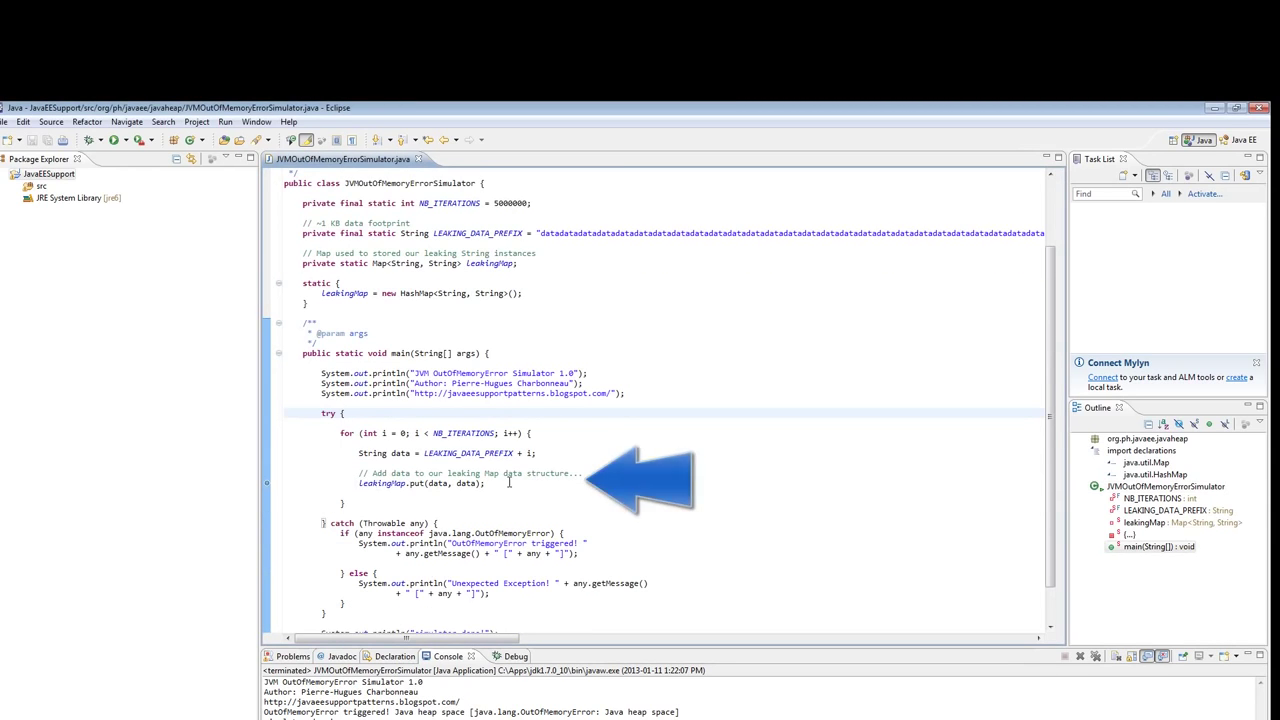 Java - JavaEESupport/src/org/ph/javaee/javaheap/JVMOutOfMemoryErrorSimulator.java - Eclipse
Edit Source Refactor Navigate Search Project Run Window Help
Java Java EE
Package Explorer
JavaEESupport
src
JRE System Library [jre6]
JVMOutOfMemoryErrorSimulator.java
*/
public class JVMOutOfMemoryErrorSimulator {
private final static int NB_ITERATIONS = 5000000;
// ~1 KB data footprint
private final static String LEAKING_DATA_PREFIX = "datadatadatadatadatadatadatadatadatadatadatadatadatadatadatadatadatadatadatadatadatadatadatadatadatadatadata
// Map used to stored our leaking String instances
private static Map<String, String> leakingMap;
static {
leakingMap = new HashMap<String, String>();
}
/**
* @param args
*/
public static void main(String[] args) {
System.out.println("JVM OutOfMemoryError Simulator 1.0");
System.out.println("Author: Pierre-Hugues Charbonneau");
System.out.println("http://javaeesupportpatterns.blogspot.com/");
try {
for (int i = 0; i < NB_ITERATIONS; i++) {
String data = LEAKING_DATA_PREFIX + i;
// Add data to our leaking Map data structure...
leakingMap.put(data, data);
}
} catch (Throwable any) {
if (any instanceof java.lang.OutOfMemoryError) {
System.out.println("OutOfMemoryError triggered! "
+ any.getMessage() + " [" + any + "]");
} else {
System.out.println("Unexpected Exception! " + any.getMessage()
+ " [" + any + "]");
}
}
Task List
Find All Activate...
Connect Mylyn
Connect to your task and ALM tools or create a
local task.
Outline
org.ph.javaee.javaheap
import declarations
java.util.Map
java.util.HashMap
JVMOutOfMemoryErrorSimulator
NB_ITERATIONS : int
LEAKING_DATA_PREFIX : String
leakingMap : Map<String, String>
{...}
main(String[]) : void
Problems Javadoc Declaration Console Debug
<terminated> JVMOutOfMemoryErrorSimulator [Java Application] C:\Apps\jdk1.7.0_10\bin\javaw.exe (2013-01-11 1:22:07 PM)
JVM OutOfMemoryError Simulator 1.0
Author: Pierre-Hugues Charbonneau
http://javaeesupportpatterns.blogspot.com/
OutOfMemoryError triggered! Java heap space [java.lang.OutOfMemoryError: Java heap space]